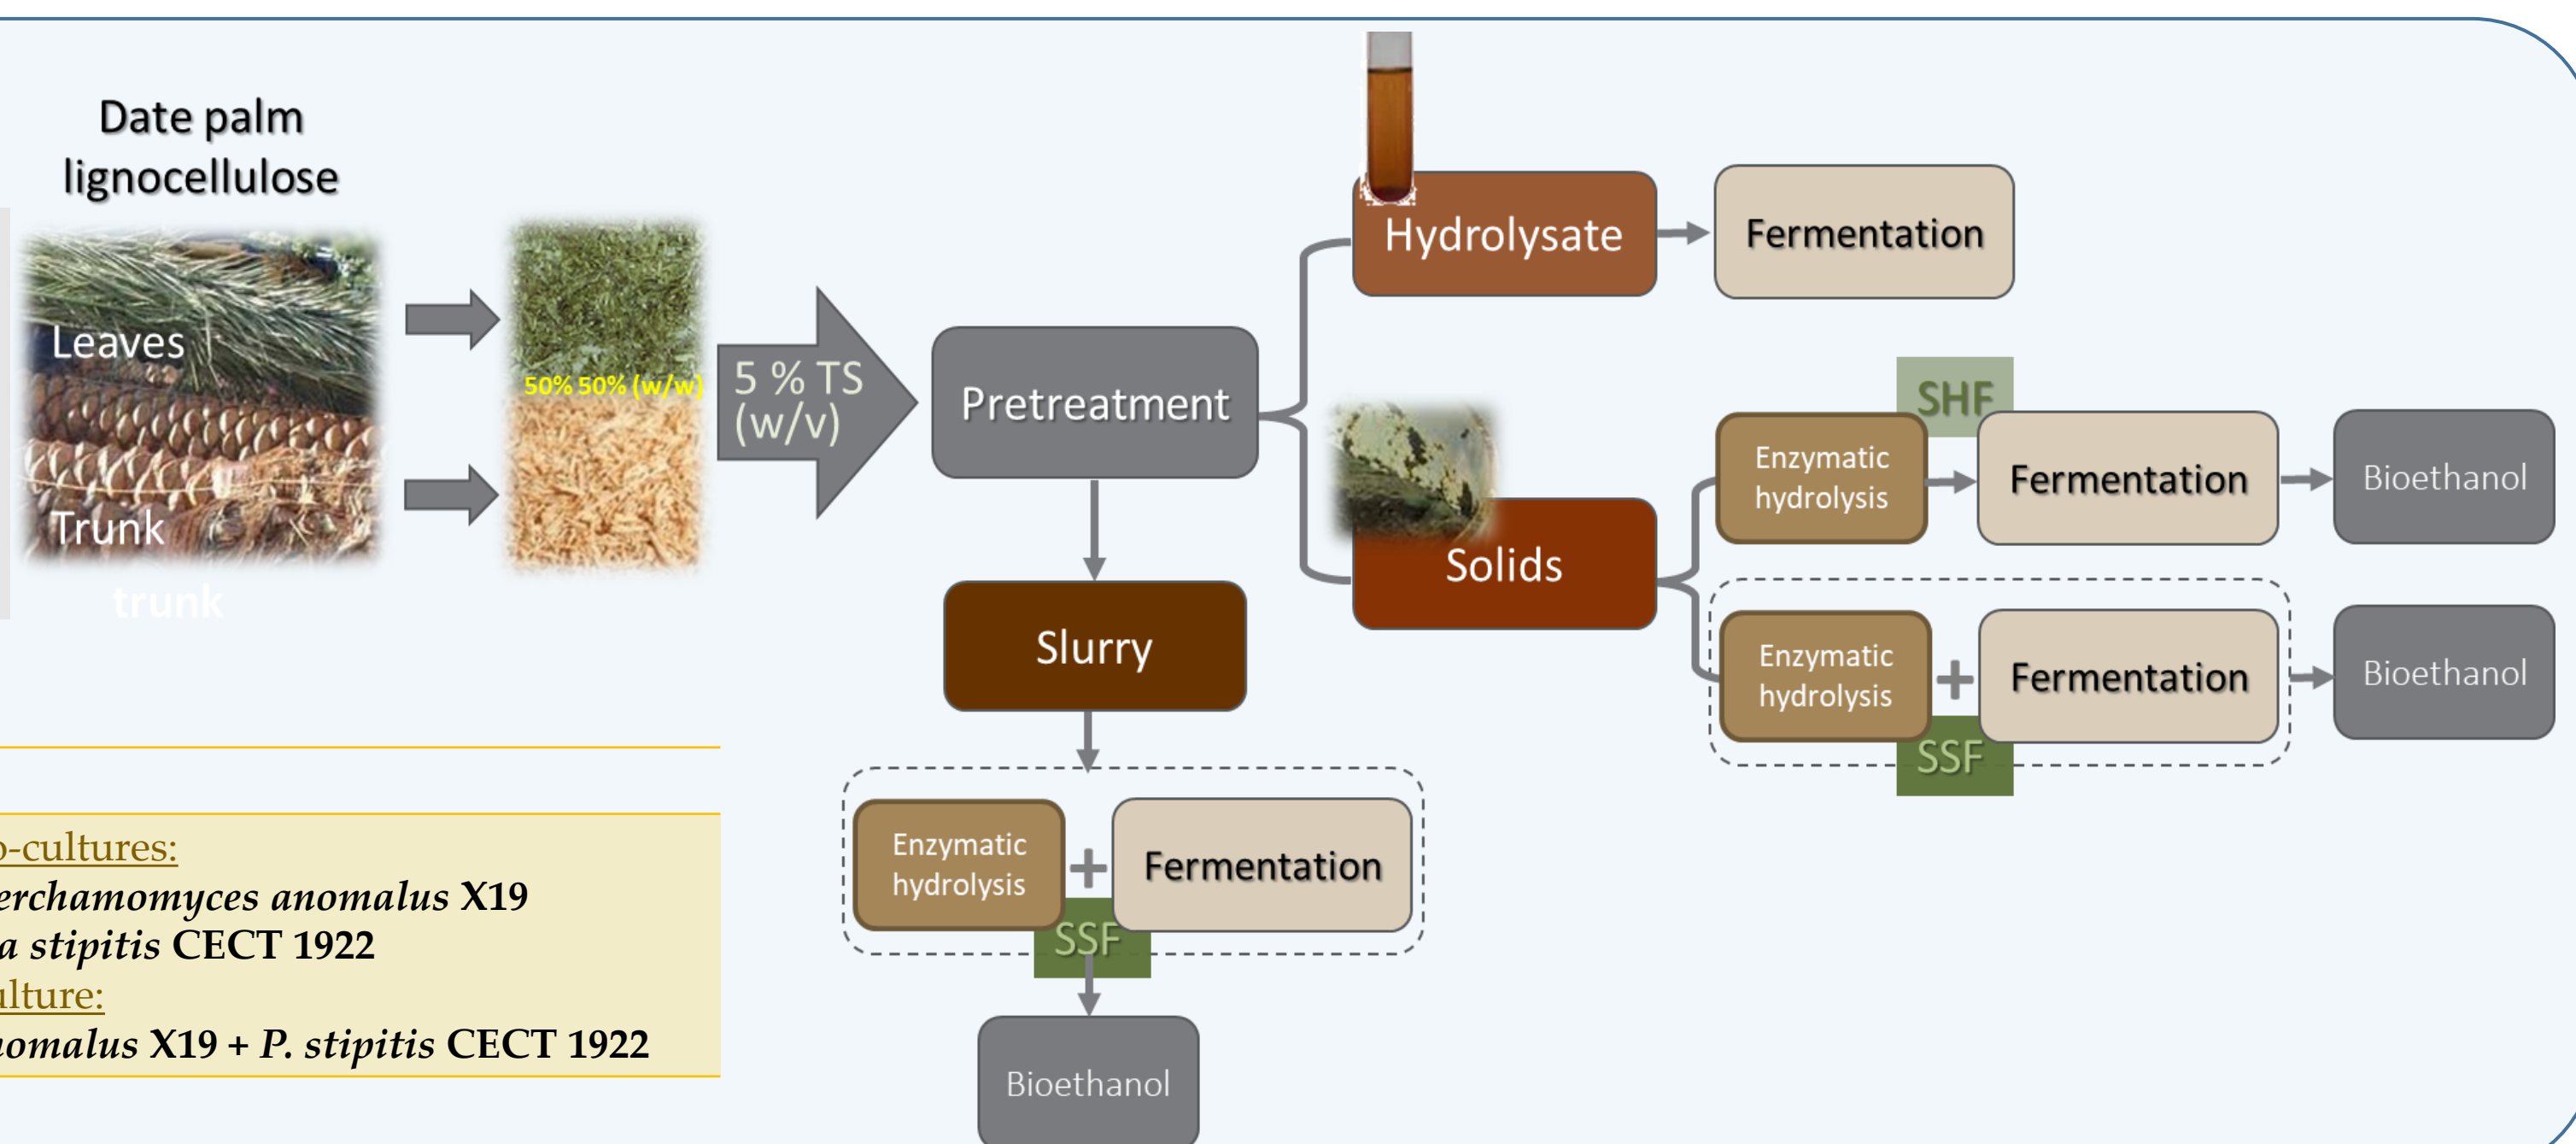 Date palm
lignocellulose
Leaves
Trunk
trunk
50% 50% (w/w)
5 % TS
(w/v)
Pretreatment
Hydrolysate
Fermentation
Solids
SHF
Enzymatic
hydrolysis
Fermentation
Bioethanol
Enzymatic
hydrolysis
+
Fermentation
SSF
Bioethanol
Slurry
Enzymatic
hydrolysis
+
Fermentation
SSF
Bioethanol
o-cultures:
erchamomyces anomalus X19
a stipitis CECT 1922
ulture:
nomalus X19 + P. stipitis CECT 1922